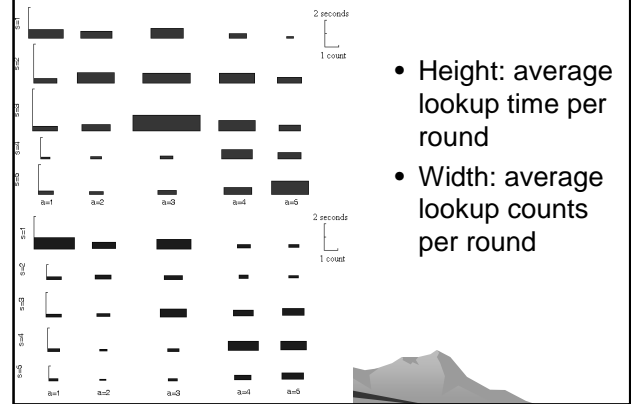 2 seconds
1 count
s=1
s=2
s=3
s=4
s=5
a=1 a=2 a=3 a=4 a=5
2 seconds
1 count
s=1
s=2
s=3
s=4
s=5
a=1 a=2 a=3 a=4 a=5
• Height: average
lookup time per
round
• Width: average
lookup counts
per round